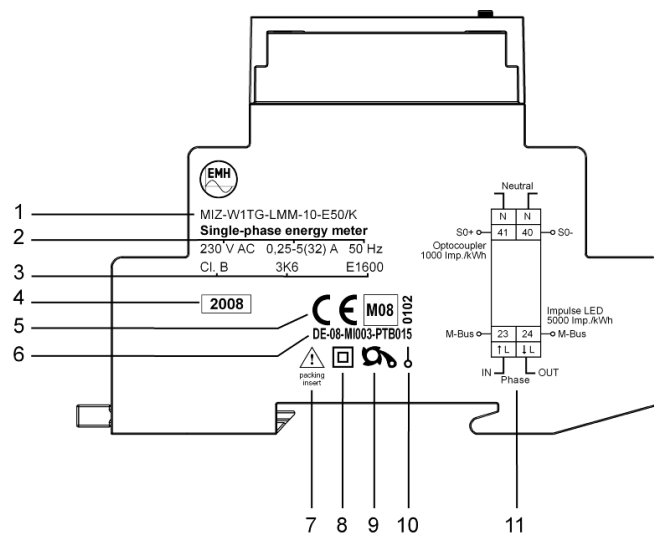 EMH
1 MIZ-W1TG-LMM-10-E50/K
2 Single-phase energy meter
230 V AC 0,25-5(32) A 50 Hz
3 Cl. B 3K6 E1600
4 2008
5 CE M08 0102
6 DE-08-MI003-PTB015
packing
insert
7 8 9 10 11
Neutral
N N
S0+ 41 40 S0-
Optocoupler
1000 Imp./kWh
Impulse LED
5000 Imp./kWh
M-Bus 23 24 M-Bus
↑L ↓L
IN Phase OUT